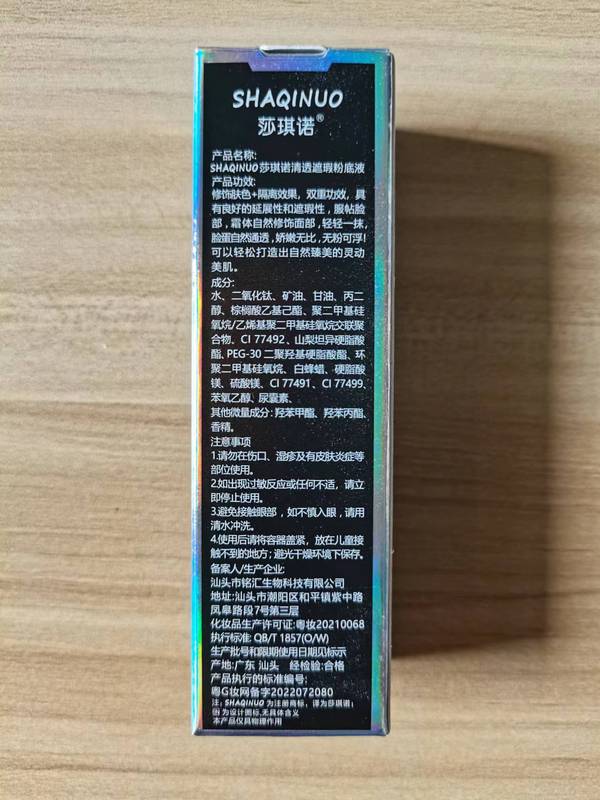 SHAQINUO
莎琪诺®
产品名称:
SHAQINUO莎琪诺清透遮瑕粉底液
产品功效:
修饰肤色+隔离效果，双重功效，具
有良好的延展性和遮瑕性，服帖脸
部，霜体自然修饰面部，轻轻一抹，
脸蛋自然通透，娇嫩无比，无粉可浮!
可以轻松打造出自然臻美的灵动
美肌。
成分:
水、二氧化钛、矿油、甘油、丙二
醇、棕榈酸乙基己酯、聚二甲基硅
氧烷/乙烯基聚二甲基硅氧烷交联聚
合物、CI 77492、山梨坦异硬脂酸
酯、PEG-30 二聚羟基硬脂酸酯、环
聚二甲基硅氧烷、白蜂蜡、硬脂酸
镁、硫酸镁、CI 77491、CI 77499、
苯氧乙醇、尿囊素、
其他微量成分: 羟苯甲酯、羟苯丙酯、
香精。
注意事项
1.请勿在伤口、湿疹及有皮肤炎症等
部位使用。
2.如出现过敏反应或任何不适，请立
即停止使用。
3.避免接触眼部，如不慎入眼，请用
清水冲洗。
4.使用后请将容器盖紧，放在儿童接
触不到的地方; 避光干燥环境下保存。
备案人/生产企业:
汕头市铭汇生物科技有限公司
地址: 汕头市潮阳区和平镇紫中路
凤皋路段7号第三层
化妆品生产许可证:粤妆20210068
执行标准: QB/T 1857(O/W)
生产批号和限期使用日期见标示
产地:广东 汕头 经检验:合格
产品执行的标准编号:
粤G妆网备字2022072080
注: SHAQINUO 为注册商标，译为莎琪诺;
为设计图标,无具体含义
本产品仅具物理作用